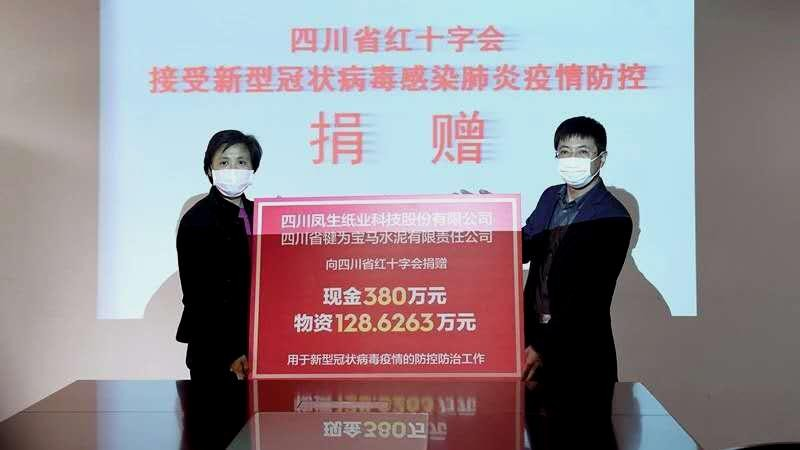 四川省红十字会
接受新型冠状病毒感染肺炎疫情防控
捐赠
四川凤生纸业科技股份有限公司
四川省犍为宝马水泥有限责任公司
向四川省红十字会捐赠
现金380万元
物资128.6263万元
用于新型冠状病毒疫情的防控防治工作